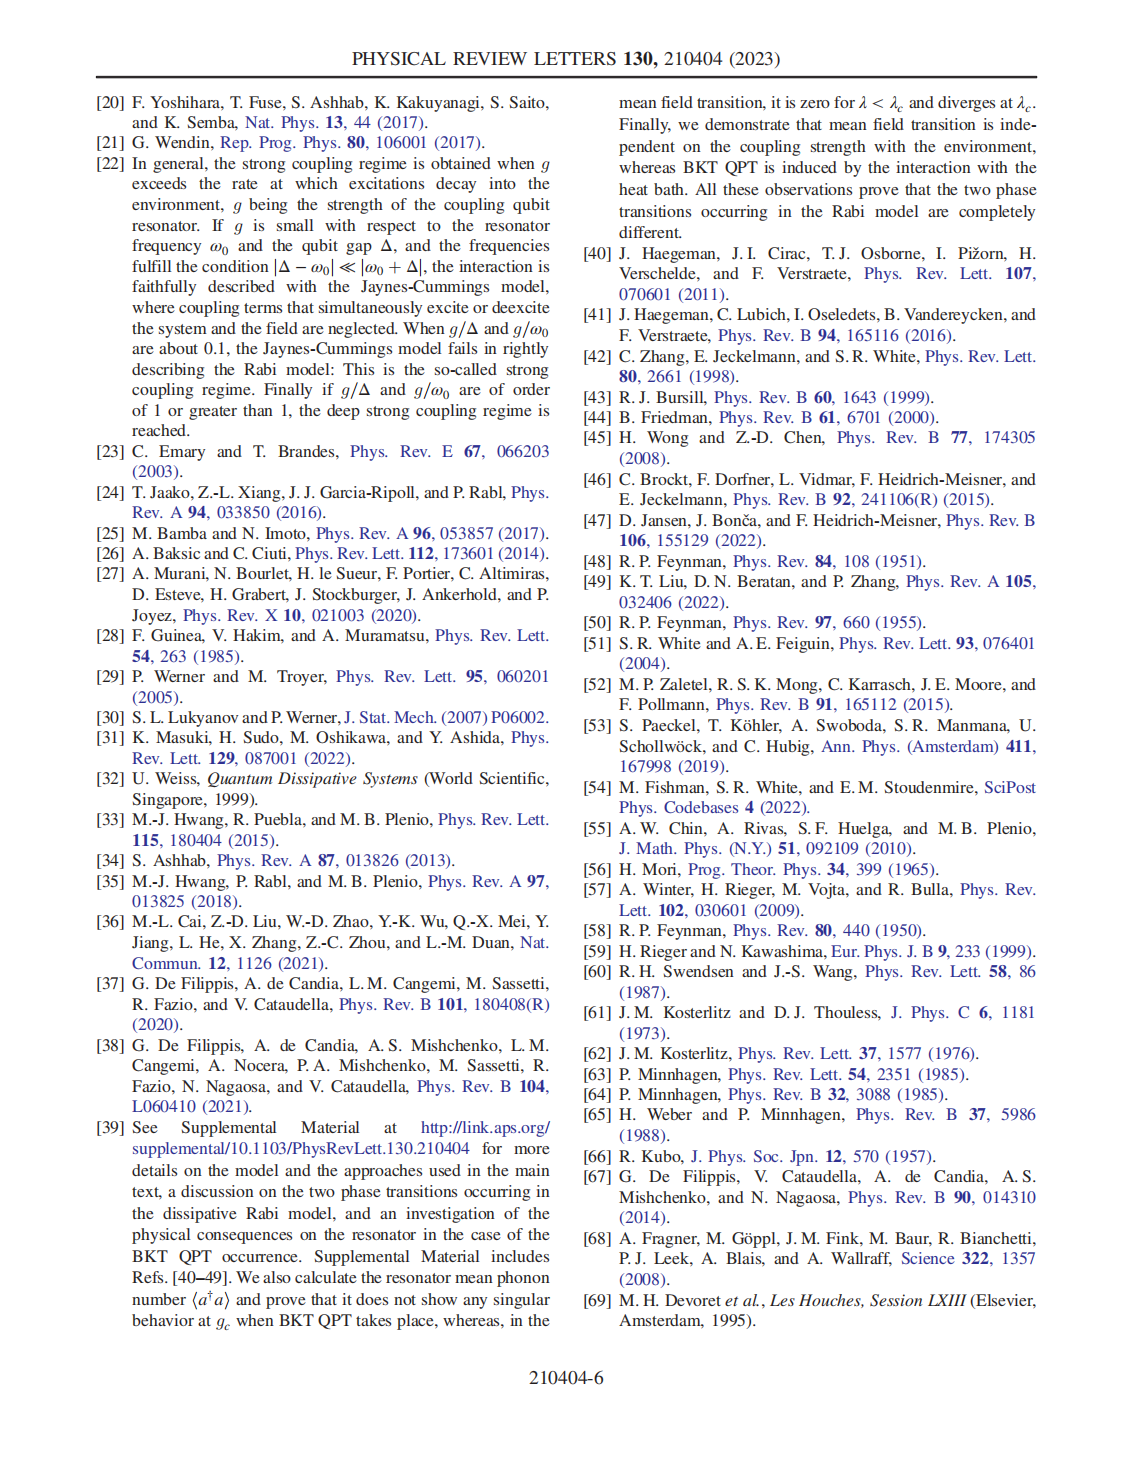 PHYSICAL REVIEW LETTERS 130, 210404 (2023)
[20] F. Yoshihara, T. Fuse, S. Ashhab, K. Kakuyanagi, S. Saito,
and K. Semba, Nat. Phys. 13, 44 (2017).
[21] G. Wendin, Rep. Prog. Phys. 80, 106001 (2017).
[22] In general, the strong coupling regime is obtained when g
exceeds the rate at which excitations decay into the
environment, g being the strength of the coupling qubit
resonator. If g is small with respect to the resonator
frequency ω₀ and the qubit gap Δ, and the frequencies
fulfill the condition |Δ − ω₀| ≪ |ω₀ + Δ|, the interaction is
faithfully described with the Jaynes-Cummings model,
where coupling terms that simultaneously excite or deexcite
the system and the field are neglected. When g/Δ and g/ω₀
are about 0.1, the Jaynes-Cummings model fails in rightly
describing the Rabi model: This is the so-called strong
coupling regime. Finally if g/Δ and g/ω₀ are of order
of 1 or greater than 1, the deep strong coupling regime is
reached.
[23] C. Emary and T. Brandes, Phys. Rev. E 67, 066203
(2003).
[24] T. Jaako, Z.-L. Xiang, J. J. Garcia-Ripoll, and P. Rabl, Phys.
Rev. A 94, 033850 (2016).
[25] M. Bamba and N. Imoto, Phys. Rev. A 96, 053857 (2017).
[26] A. Baksic and C. Ciuti, Phys. Rev. Lett. 112, 173601 (2014).
[27] A. Murani, N. Bourlet, H. le Sueur, F. Portier, C. Altimiras,
D. Esteve, H. Grabert, J. Stockburger, J. Ankerhold, and P.
Joyez, Phys. Rev. X 10, 021003 (2020).
[28] F. Guinea, V. Hakim, and A. Muramatsu, Phys. Rev. Lett.
54, 263 (1985).
[29] P. Werner and M. Troyer, Phys. Rev. Lett. 95, 060201
(2005).
[30] S. L. Lukyanov and P. Werner, J. Stat. Mech. (2007) P06002.
[31] K. Masuki, H. Sudo, M. Oshikawa, and Y. Ashida, Phys.
Rev. Lett. 129, 087001 (2022).
[32] U. Weiss, Quantum Dissipative Systems (World Scientific,
Singapore, 1999).
[33] M.-J. Hwang, R. Puebla, and M. B. Plenio, Phys. Rev. Lett.
115, 180404 (2015).
[34] S. Ashhab, Phys. Rev. A 87, 013826 (2013).
[35] M.-J. Hwang, P. Rabl, and M. B. Plenio, Phys. Rev. A 97,
013825 (2018).
[36] M.-L. Cai, Z.-D. Liu, W.-D. Zhao, Y.-K. Wu, Q.-X. Mei, Y.
Jiang, L. He, X. Zhang, Z.-C. Zhou, and L.-M. Duan, Nat.
Commun. 12, 1126 (2021).
[37] G. De Filippis, A. de Candia, L. M. Cangemi, M. Sassetti,
R. Fazio, and V. Cataudella, Phys. Rev. B 101, 180408(R)
(2020).
[38] G. De Filippis, A. de Candia, A. S. Mishchenko, L. M.
Cangemi, A. Nocera, P. A. Mishchenko, M. Sassetti, R.
Fazio, N. Nagaosa, and V. Cataudella, Phys. Rev. B 104,
L060410 (2021).
[39] See Supplemental Material at http://link.aps.org/
supplemental/10.1103/PhysRevLett.130.210404 for more
details on the model and the approaches used in the main
text, a discussion on the two phase transitions occurring in
the dissipative Rabi model, and an investigation of the
physical consequences on the resonator in the case of the
BKT QPT occurrence. Supplemental Material includes
Refs. [40–49]. We also calculate the resonator mean phonon
number ⟨a†a⟩ and prove that it does not show any singular
behavior at g_c when BKT QPT takes place, whereas, in the
mean field transition, it is zero for λ < λ_c and diverges at λ_c.
Finally, we demonstrate that mean field transition is inde-
pendent on the coupling strength with the environment,
whereas BKT QPT is induced by the interaction with the
heat bath. All these observations prove that the two phase
transitions occurring in the Rabi model are completely
different.
[40] J. Haegeman, J. I. Cirac, T. J. Osborne, I. Pižorn, H.
Verschelde, and F. Verstraete, Phys. Rev. Lett. 107,
070601 (2011).
[41] J. Haegeman, C. Lubich, I. Oseledets, B. Vandereycken, and
F. Verstraete, Phys. Rev. B 94, 165116 (2016).
[42] C. Zhang, E. Jeckelmann, and S. R. White, Phys. Rev. Lett.
80, 2661 (1998).
[43] R. J. Bursill, Phys. Rev. B 60, 1643 (1999).
[44] B. Friedman, Phys. Rev. B 61, 6701 (2000).
[45] H. Wong and Z.-D. Chen, Phys. Rev. B 77, 174305
(2008).
[46] C. Brockt, F. Dorfner, L. Vidmar, F. Heidrich-Meisner, and
E. Jeckelmann, Phys. Rev. B 92, 241106(R) (2015).
[47] D. Jansen, J. Bonča, and F. Heidrich-Meisner, Phys. Rev. B
106, 155129 (2022).
[48] R. P. Feynman, Phys. Rev. 84, 108 (1951).
[49] K. T. Liu, D. N. Beratan, and P. Zhang, Phys. Rev. A 105,
032406 (2022).
[50] R. P. Feynman, Phys. Rev. 97, 660 (1955).
[51] S. R. White and A. E. Feiguin, Phys. Rev. Lett. 93, 076401
(2004).
[52] M. P. Zaletel, R. S. K. Mong, C. Karrasch, J. E. Moore, and
F. Pollmann, Phys. Rev. B 91, 165112 (2015).
[53] S. Paeckel, T. Köhler, A. Swoboda, S. R. Manmana, U.
Schollwöck, and C. Hubig, Ann. Phys. (Amsterdam) 411,
167998 (2019).
[54] M. Fishman, S. R. White, and E. M. Stoudenmire, SciPost
Phys. Codebases 4 (2022).
[55] A. W. Chin, A. Rivas, S. F. Huelga, and M. B. Plenio,
J. Math. Phys. (N.Y.) 51, 092109 (2010).
[56] H. Mori, Prog. Theor. Phys. 34, 399 (1965).
[57] A. Winter, H. Rieger, M. Vojta, and R. Bulla, Phys. Rev.
Lett. 102, 030601 (2009).
[58] R. P. Feynman, Phys. Rev. 80, 440 (1950).
[59] H. Rieger and N. Kawashima, Eur. Phys. J. B 9, 233 (1999).
[60] R. H. Swendsen and J.-S. Wang, Phys. Rev. Lett. 58, 86
(1987).
[61] J. M. Kosterlitz and D. J. Thouless, J. Phys. C 6, 1181
(1973).
[62] J. M. Kosterlitz, Phys. Rev. Lett. 37, 1577 (1976).
[63] P. Minnhagen, Phys. Rev. Lett. 54, 2351 (1985).
[64] P. Minnhagen, Phys. Rev. B 32, 3088 (1985).
[65] H. Weber and P. Minnhagen, Phys. Rev. B 37, 5986
(1988).
[66] R. Kubo, J. Phys. Soc. Jpn. 12, 570 (1957).
[67] G. De Filippis, V. Cataudella, A. de Candia, A. S.
Mishchenko, and N. Nagaosa, Phys. Rev. B 90, 014310
(2014).
[68] A. Fragner, M. Göppl, J. M. Fink, M. Baur, R. Bianchetti,
P. J. Leek, A. Blais, and A. Wallraff, Science 322, 1357
(2008).
[69] M. H. Devoret et al., Les Houches, Session LXIII (Elsevier,
Amsterdam, 1995).
210404-6